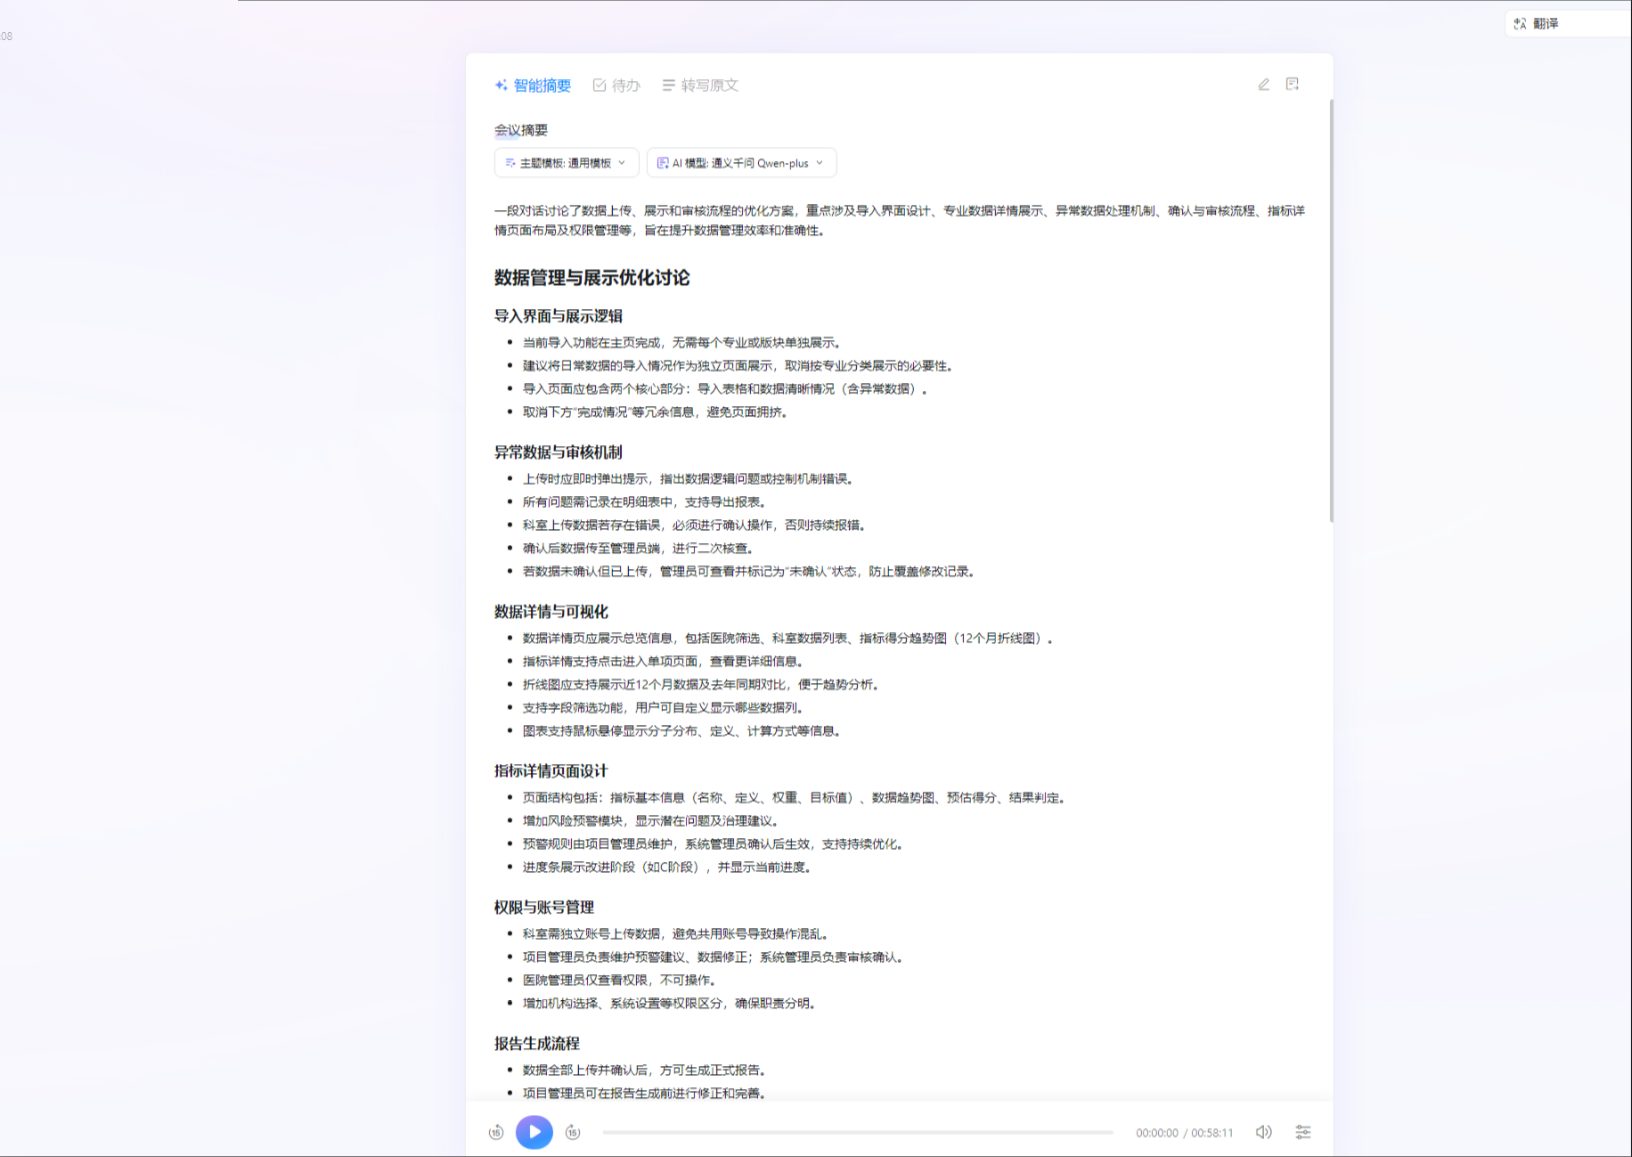 :08
翻译
智能摘要 待办 转写原文
会议摘要
主题模板: 通用模板 AI 模型: 通义千问 Qwen-plus
一段对话讨论了数据上传、展示和审核流程的优化方案，重点涉及导入界面设计、专业数据详情展示、异常数据处理机制、确认与审核流程、指标详
情页面布局及权限管理等，旨在提升数据管理效率和准确性。
数据管理与展示优化讨论
导入界面与展示逻辑
• 当前导入功能在主页完成，无需每个专业或版块单独展示。
• 建议将日常数据的导入情况作为独立页面展示，取消按专业分类展示的必要性。
• 导入页面应包含两个核心部分：导入表格和数据清晰情况（含异常数据）。
• 取消下方“完成情况”等冗余信息，避免页面拥挤。
异常数据与审核机制
• 上传时应即时弹出提示，指出数据逻辑问题或控制机制错误。
• 所有问题需记录在明细表中，支持导出报表。
• 科室上传数据若存在错误，必须进行确认操作，否则持续报错。
• 确认后数据传至管理员端，进行二次核查。
• 若数据未确认但已上传，管理员可查看并标记为“未确认”状态，防止覆盖修改记录。
数据详情与可视化
• 数据详情页应展示总览信息，包括医院筛选、科室数据列表、指标得分趋势图（12个月折线图）。
• 指标详情支持点击进入单项页面，查看更详细信息。
• 折线图应支持展示近12个月数据及去年同期对比，便于趋势分析。
• 支持字段筛选功能，用户可自定义显示哪些数据列。
• 图表支持鼠标悬停显示分子分布、定义、计算方式等信息。
指标详情页面设计
• 页面结构包括：指标基本信息（名称、定义、权重、目标值）、数据趋势图、预估得分、结果判定。
• 增加风险预警模块，显示潜在问题及治理建议。
• 预警规则由项目管理员维护，系统管理员确认后生效，支持持续优化。
• 进度条展示改进阶段（如C阶段），并显示当前进度。
权限与账号管理
• 科室需独立账号上传数据，避免共用账号导致操作混乱。
• 项目管理员负责维护预警建议、数据修正；系统管理员负责审核确认。
• 医院管理员仅查看权限，不可操作。
• 增加机构选择、系统设置等权限区分，确保职责分明。
报告生成流程
• 数据全部上传并确认后，方可生成正式报告。
• 项目管理员可在报告生成前进行修正和完善。
15 15 00:00:00 / 00:58:11